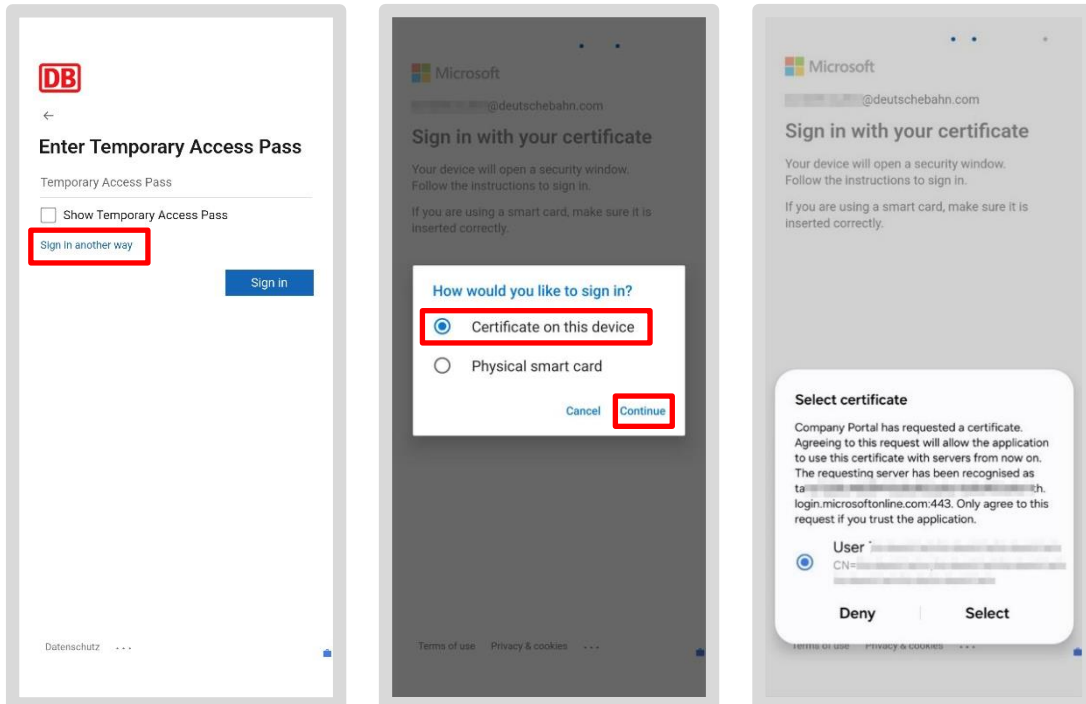 DB
←
Enter Temporary Access Pass
Temporary Access Pass
Show Temporary Access Pass
Sign in another way
Sign in
Datenschutz ...
Microsoft
@deutschebahn.com
Sign in with your certificate
Your device will open a security window.
Follow the instructions to sign in.
If you are using a smart card, make sure it is
inserted correctly.
How would you like to sign in?
Certificate on this device
Physical smart card
Cancel Continue
Terms of use Privacy & cookies ...
Microsoft
@deutschebahn.com
Sign in with your certificate
Your device will open a security window.
Follow the instructions to sign in.
If you are using a smart card, make sure it is
inserted correctly.
Select certificate
Company Portal has requested a certificate.
Agreeing to this request will allow the application
to use this certificate with servers from now on.
The requesting server has been recognised as
ta th.
login.microsoftonline.com:443. Only agree to this
request if you trust the application.
User
CN=
Deny Select
Terms of use Privacy & cookies ...